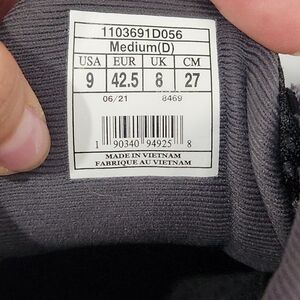 1103691D056
Medium(D)
USA EUR UK CM
9 42.5 8 27
06/21 8469
1 90340 94925 8
MADE IN VIETNAM
FABRIQUE AU VIETNAM